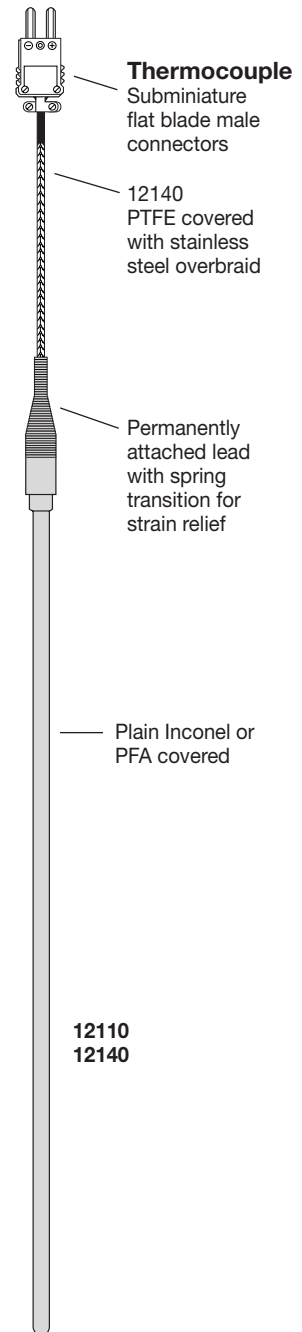 Thermocouple
Subminiature
flat blade male
connectors
12140
PTFE covered
with stainless
steel overbraid
Permanently
attached lead
with spring
transition for
strain relief
Plain Inconel or
PFA covered
12110
12140